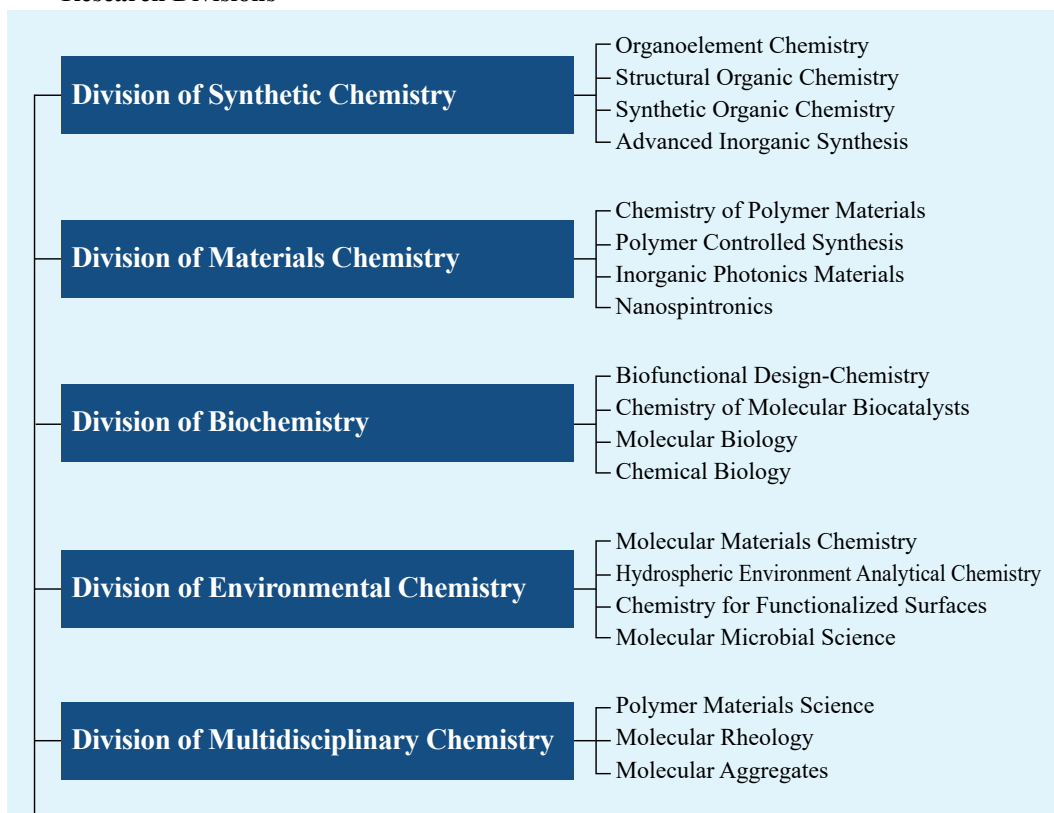 Research Divisions
Division of Synthetic Chemistry
Organoelement Chemistry
Structural Organic Chemistry
Synthetic Organic Chemistry
Advanced Inorganic Synthesis
Division of Materials Chemistry
Chemistry of Polymer Materials
Polymer Controlled Synthesis
Inorganic Photonics Materials
Nanospintronics
Division of Biochemistry
Biofunctional Design-Chemistry
Chemistry of Molecular Biocatalysts
Molecular Biology
Chemical Biology
Division of Environmental Chemistry
Molecular Materials Chemistry
Hydrospheric Environment Analytical Chemistry
Chemistry for Functionalized Surfaces
Molecular Microbial Science
Division of Multidisciplinary Chemistry
Polymer Materials Science
Molecular Rheology
Molecular Aggregates